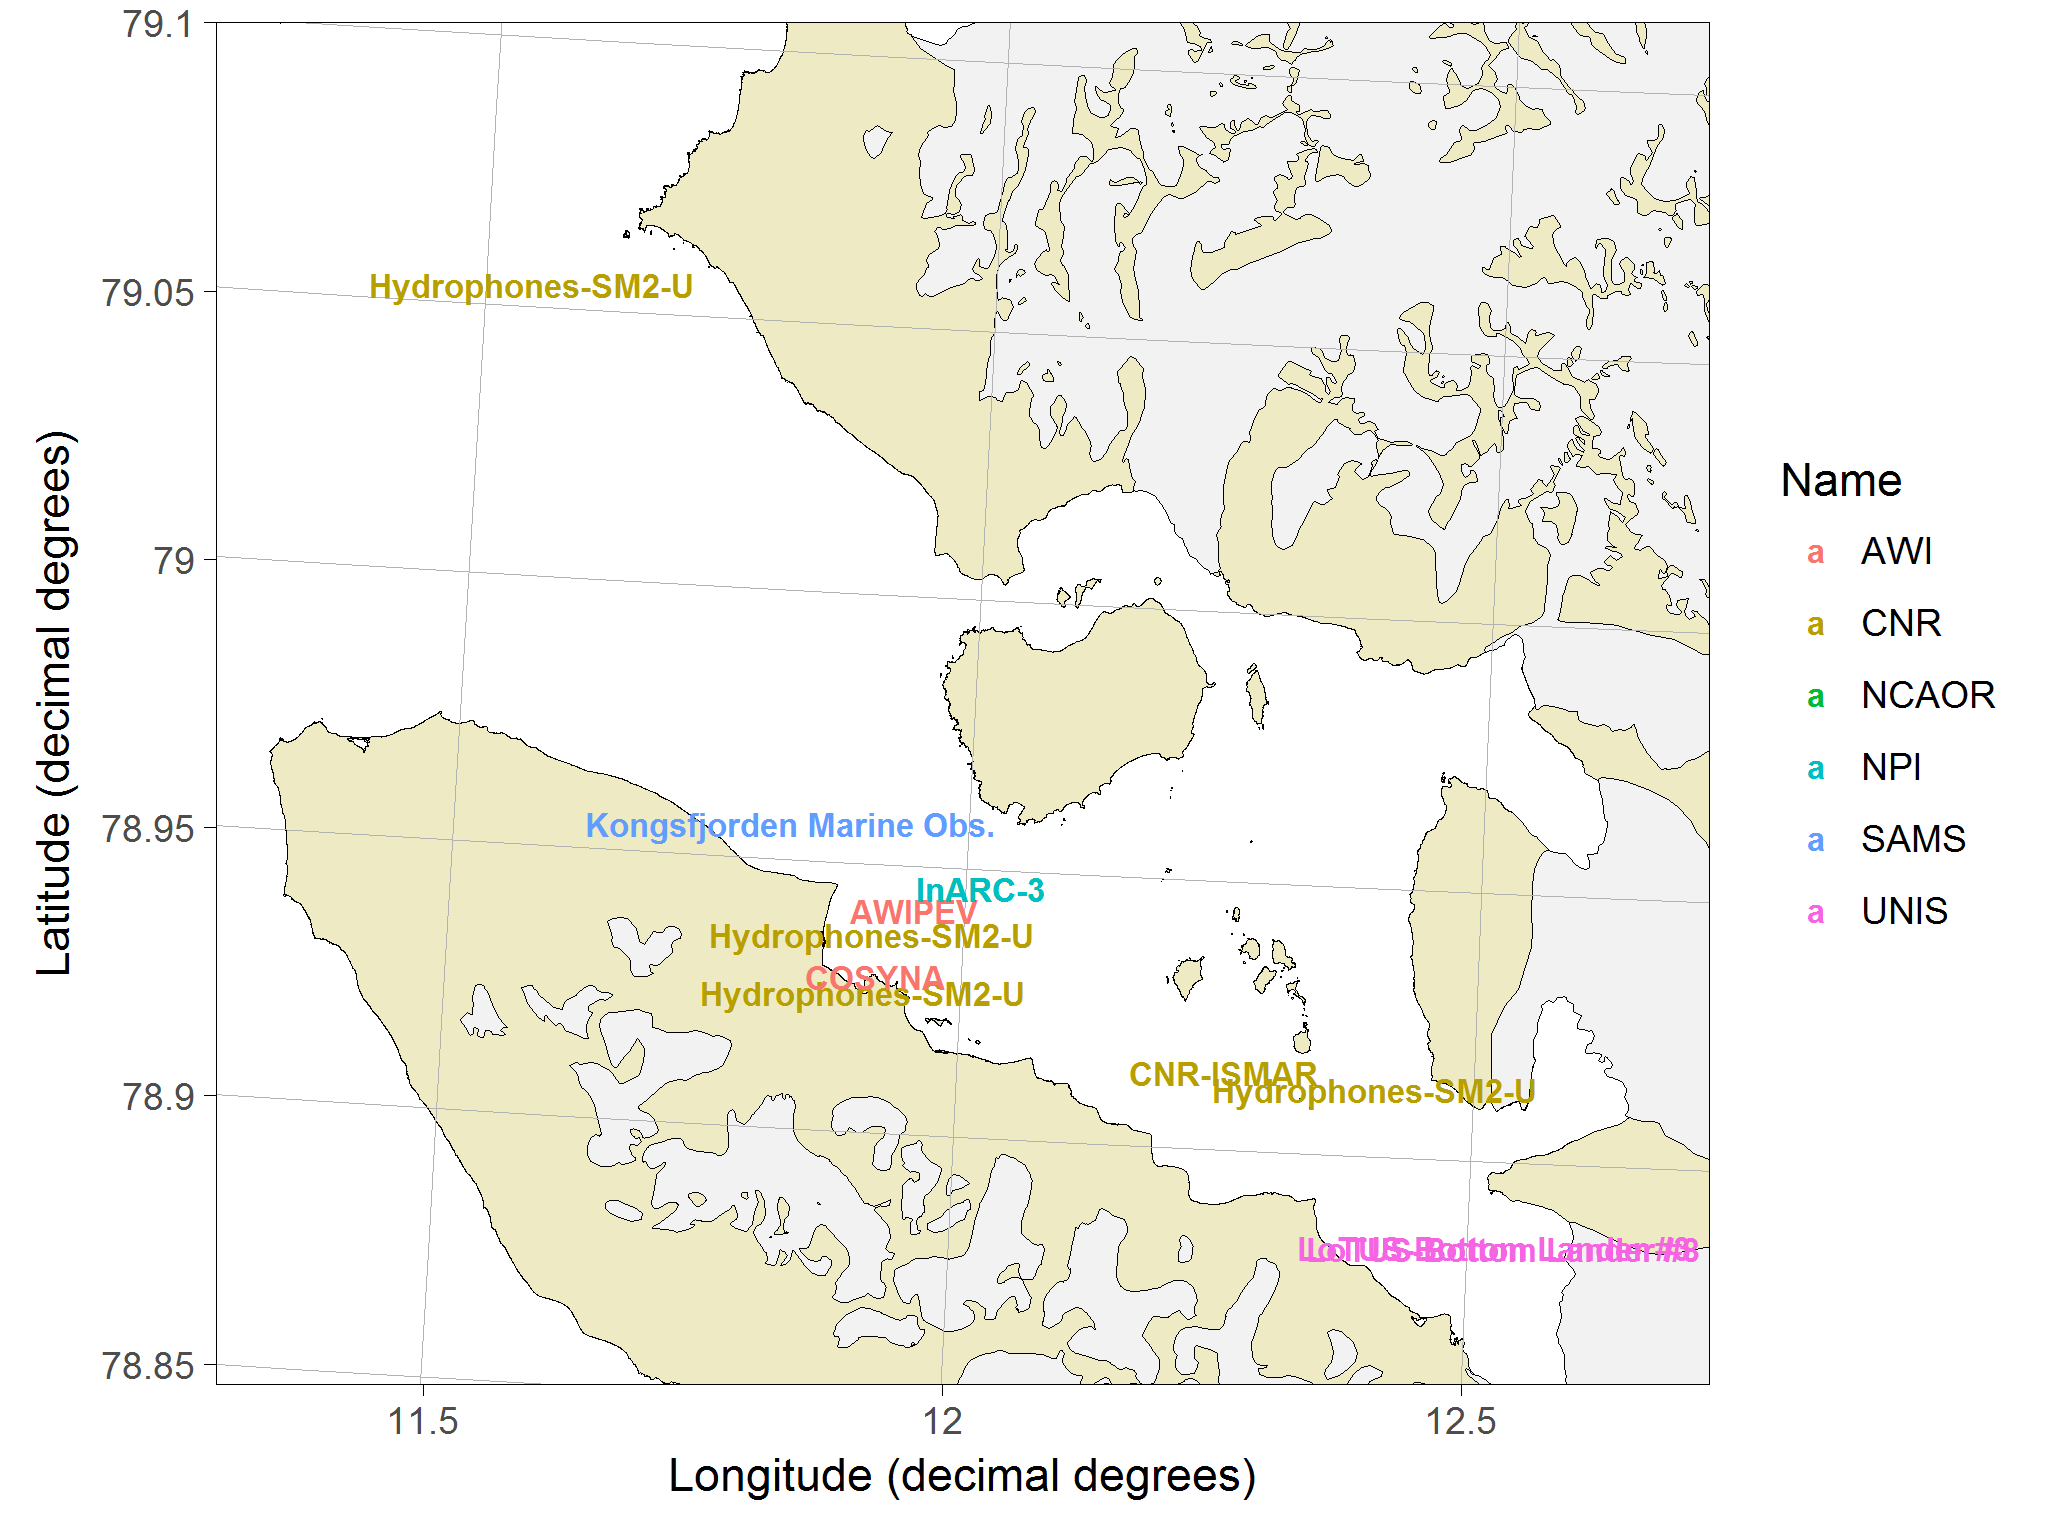 79.1
79.05
79
78.95
78.9
78.85
Latitude (decimal degrees)
Hydrophones-SM2-U
Kongsfjorden Marine Obs.
InARC-3
AWIPEV
Hydrophones-SM2-U
COSYNA
Hydrophones-SM2-U
CNR-ISMAR
Hydrophones-SM2-U
LoTUS-Bottom Lander #8
11.5
12
12.5
Longitude (decimal degrees)
Name
a AWI
a CNR
a NCAOR
a NPI
a SAMS
a UNIS